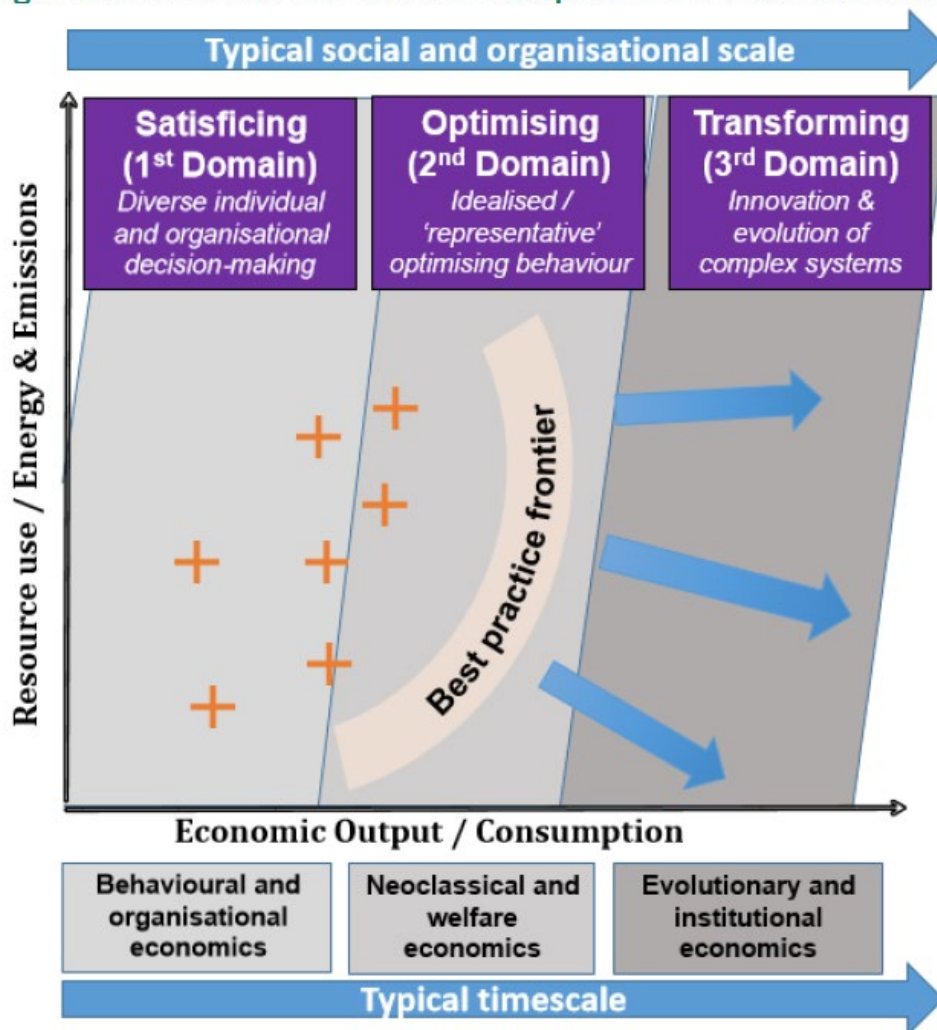 Typical social and organisational scale
Satisficing
(1st Domain)
Diverse individual
and organisational
decision-making
Optimising
(2nd Domain)
Idealised /
‘representative’
optimising behaviour
Transforming
(3rd Domain)
Innovation &
evolution of
complex systems
Resource use / Energy & Emissions
Best practice frontier
Economic Output / Consumption
Behavioural and
organisational
economics
Neoclassical and
welfare
economics
Evolutionary and
institutional
economics
Typical timescale